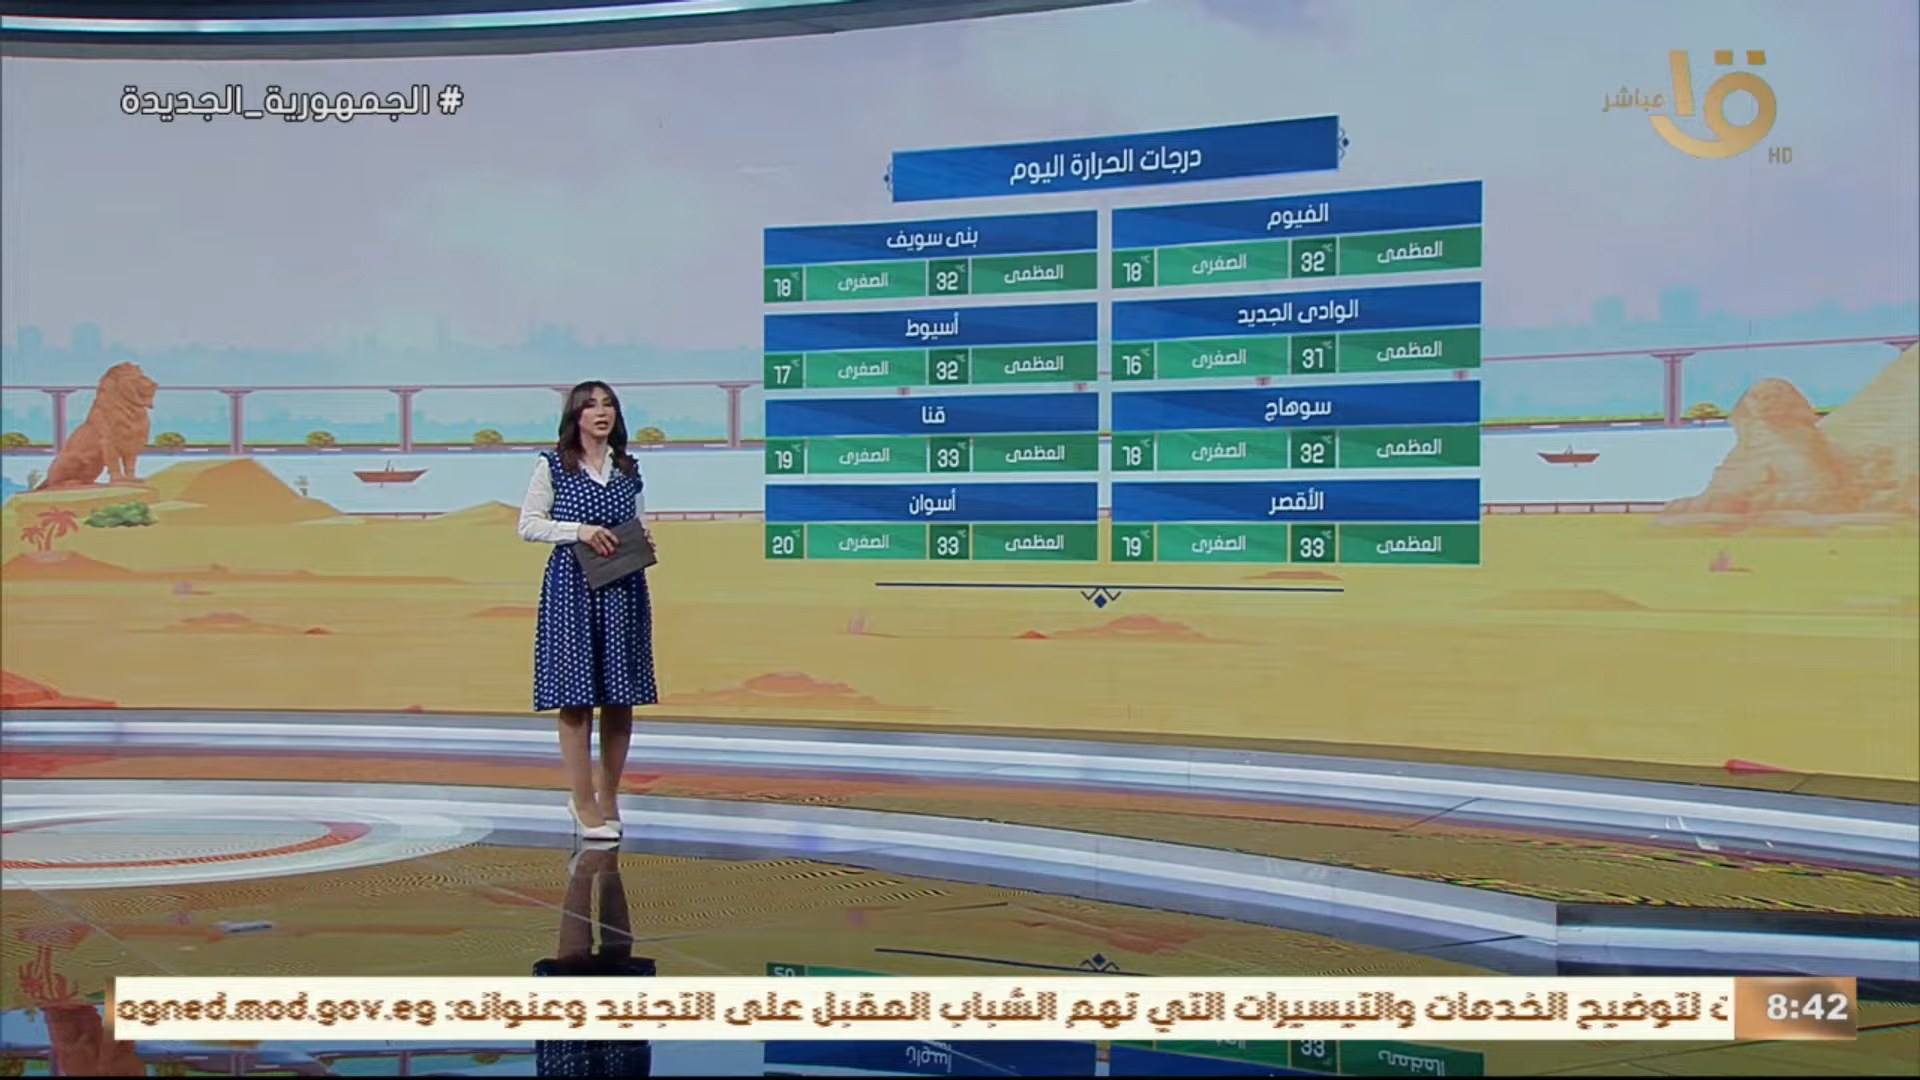 # الجمهورية_الجديدة
مباشر
HD
درجات الحرارة اليوم
الفيوم
العظمى 32 الصغرى 18
بنى سويف
العظمى 32 الصغرى 18
الوادى الجديد
العظمى 31 الصغرى 16
أسيوط
العظمى 32 الصغرى 17
سوهاج
العظمى 32 الصغرى 18
قنا
العظمى 33 الصغرى 19
الأقصر
العظمى 33 الصغرى 19
أسوان
العظمى 33 الصغرى 20
لتوضيح الخدمات والتيسيرات التي تهم الشباب المقبل على التجنيد وعنوانه: agned.mod.gov.eg
8:42